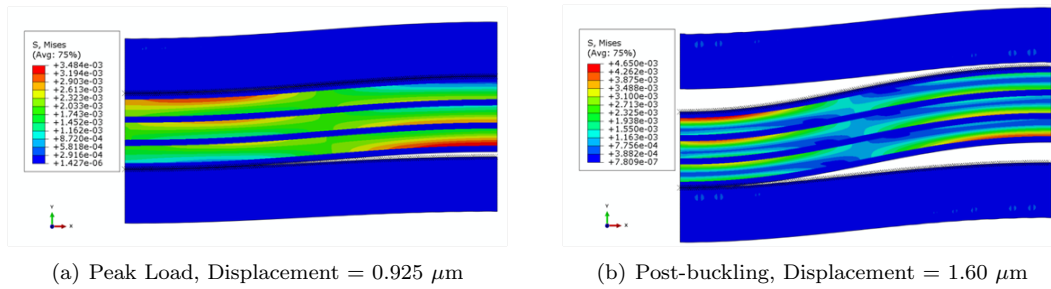 S, Mises
(Avg: 75%)
+3.484e-03
+3.194e-03
+2.903e-03
+2.613e-03
+2.323e-03
+2.033e-03
+1.743e-03
+1.452e-03
+1.162e-03
+8.720e-04
+5.818e-04
+2.916e-04
+1.427e-06
Y
X
S, Mises
(Avg: 75%)
+4.650e-03
+4.262e-03
+3.875e-03
+3.488e-03
+3.100e-03
+2.713e-03
+2.325e-03
+1.938e-03
+1.550e-03
+1.163e-03
+7.756e-04
+3.882e-04
+7.809e-07
Y
X
(a) Peak Load, Displacement = 0.925 μm
(b) Post-buckling, Displacement = 1.60 μm